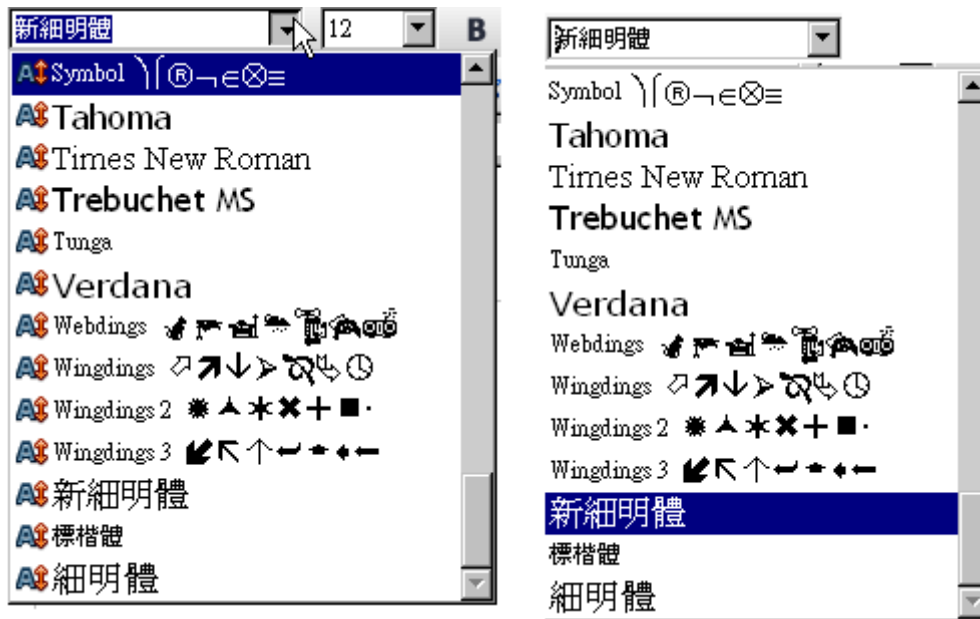 新細明體
12
B
Symbol
Tahoma
Times New Roman
Trebuchet MS
Tunga
Verdana
Webdings
Wingdings
Wingdings 2
Wingdings 3
新細明體
標楷體
細明體
新細明體
Symbol
Tahoma
Times New Roman
Trebuchet MS
Tunga
Verdana
Webdings
Wingdings
Wingdings 2
Wingdings 3
新細明體
標楷體
細明體